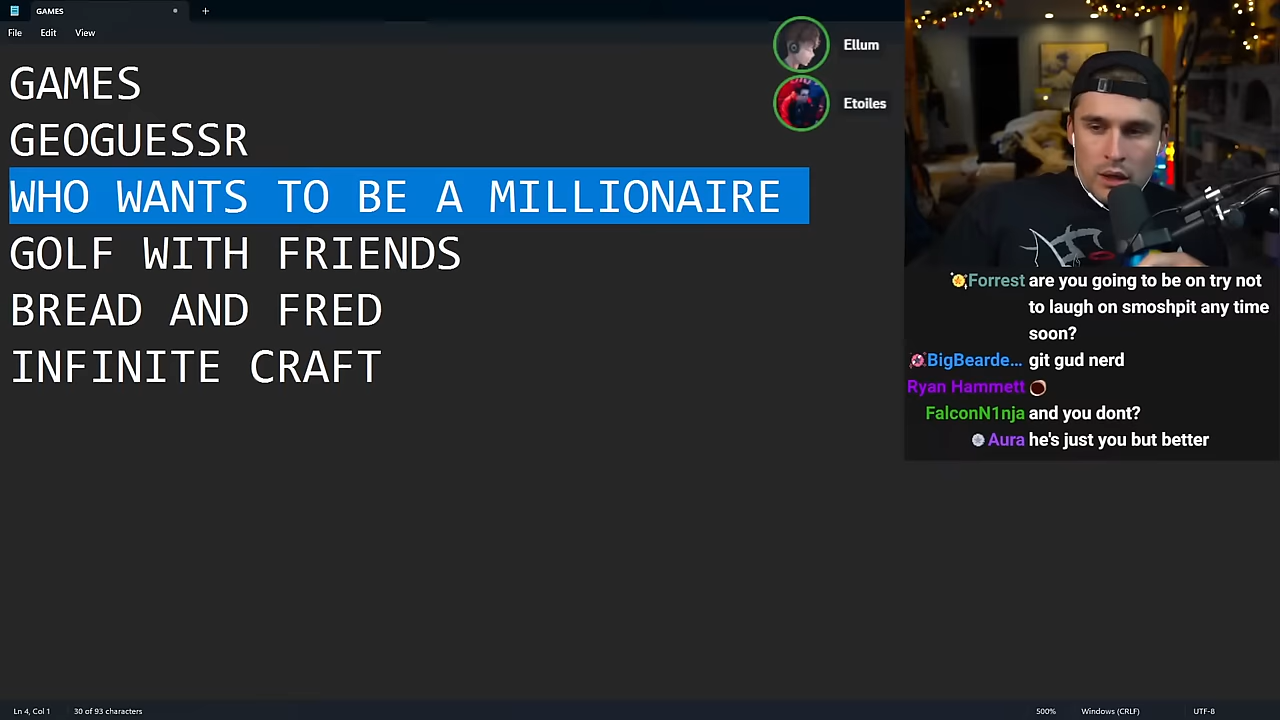 GAMES
File Edit View
GAMES
GEOGUESSR
WHO WANTS TO BE A MILLIONAIRE
GOLF WITH FRIENDS
BREAD AND FRED
INFINITE CRAFT
Ellum
Etoiles
Forrest are you going to be on try not
to laugh on smoshpit any time
soon?
BigBearde... git gud nerd
Ryan Hammett
FalconN1nja and you dont?
Aura he's just you but better
Ln 4, Col 1 30 of 93 characters 500% Windows (CRLF) UTF-8